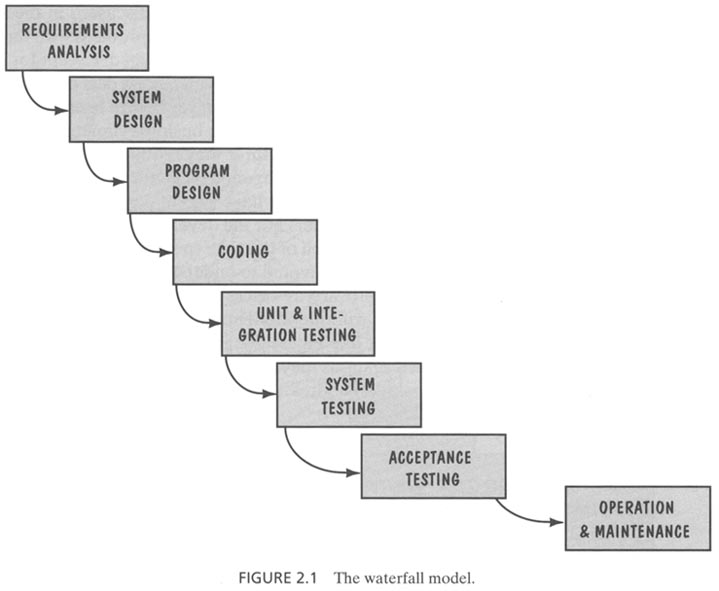 REQUIREMENTS
ANALYSIS
SYSTEM
DESIGN
PROGRAM
DESIGN
CODING
UNIT & INTE-
GRATION TESTING
SYSTEM
TESTING
ACCEPTANCE
TESTING
OPERATION
& MAINTENANCE
FIGURE 2.1 The waterfall model.